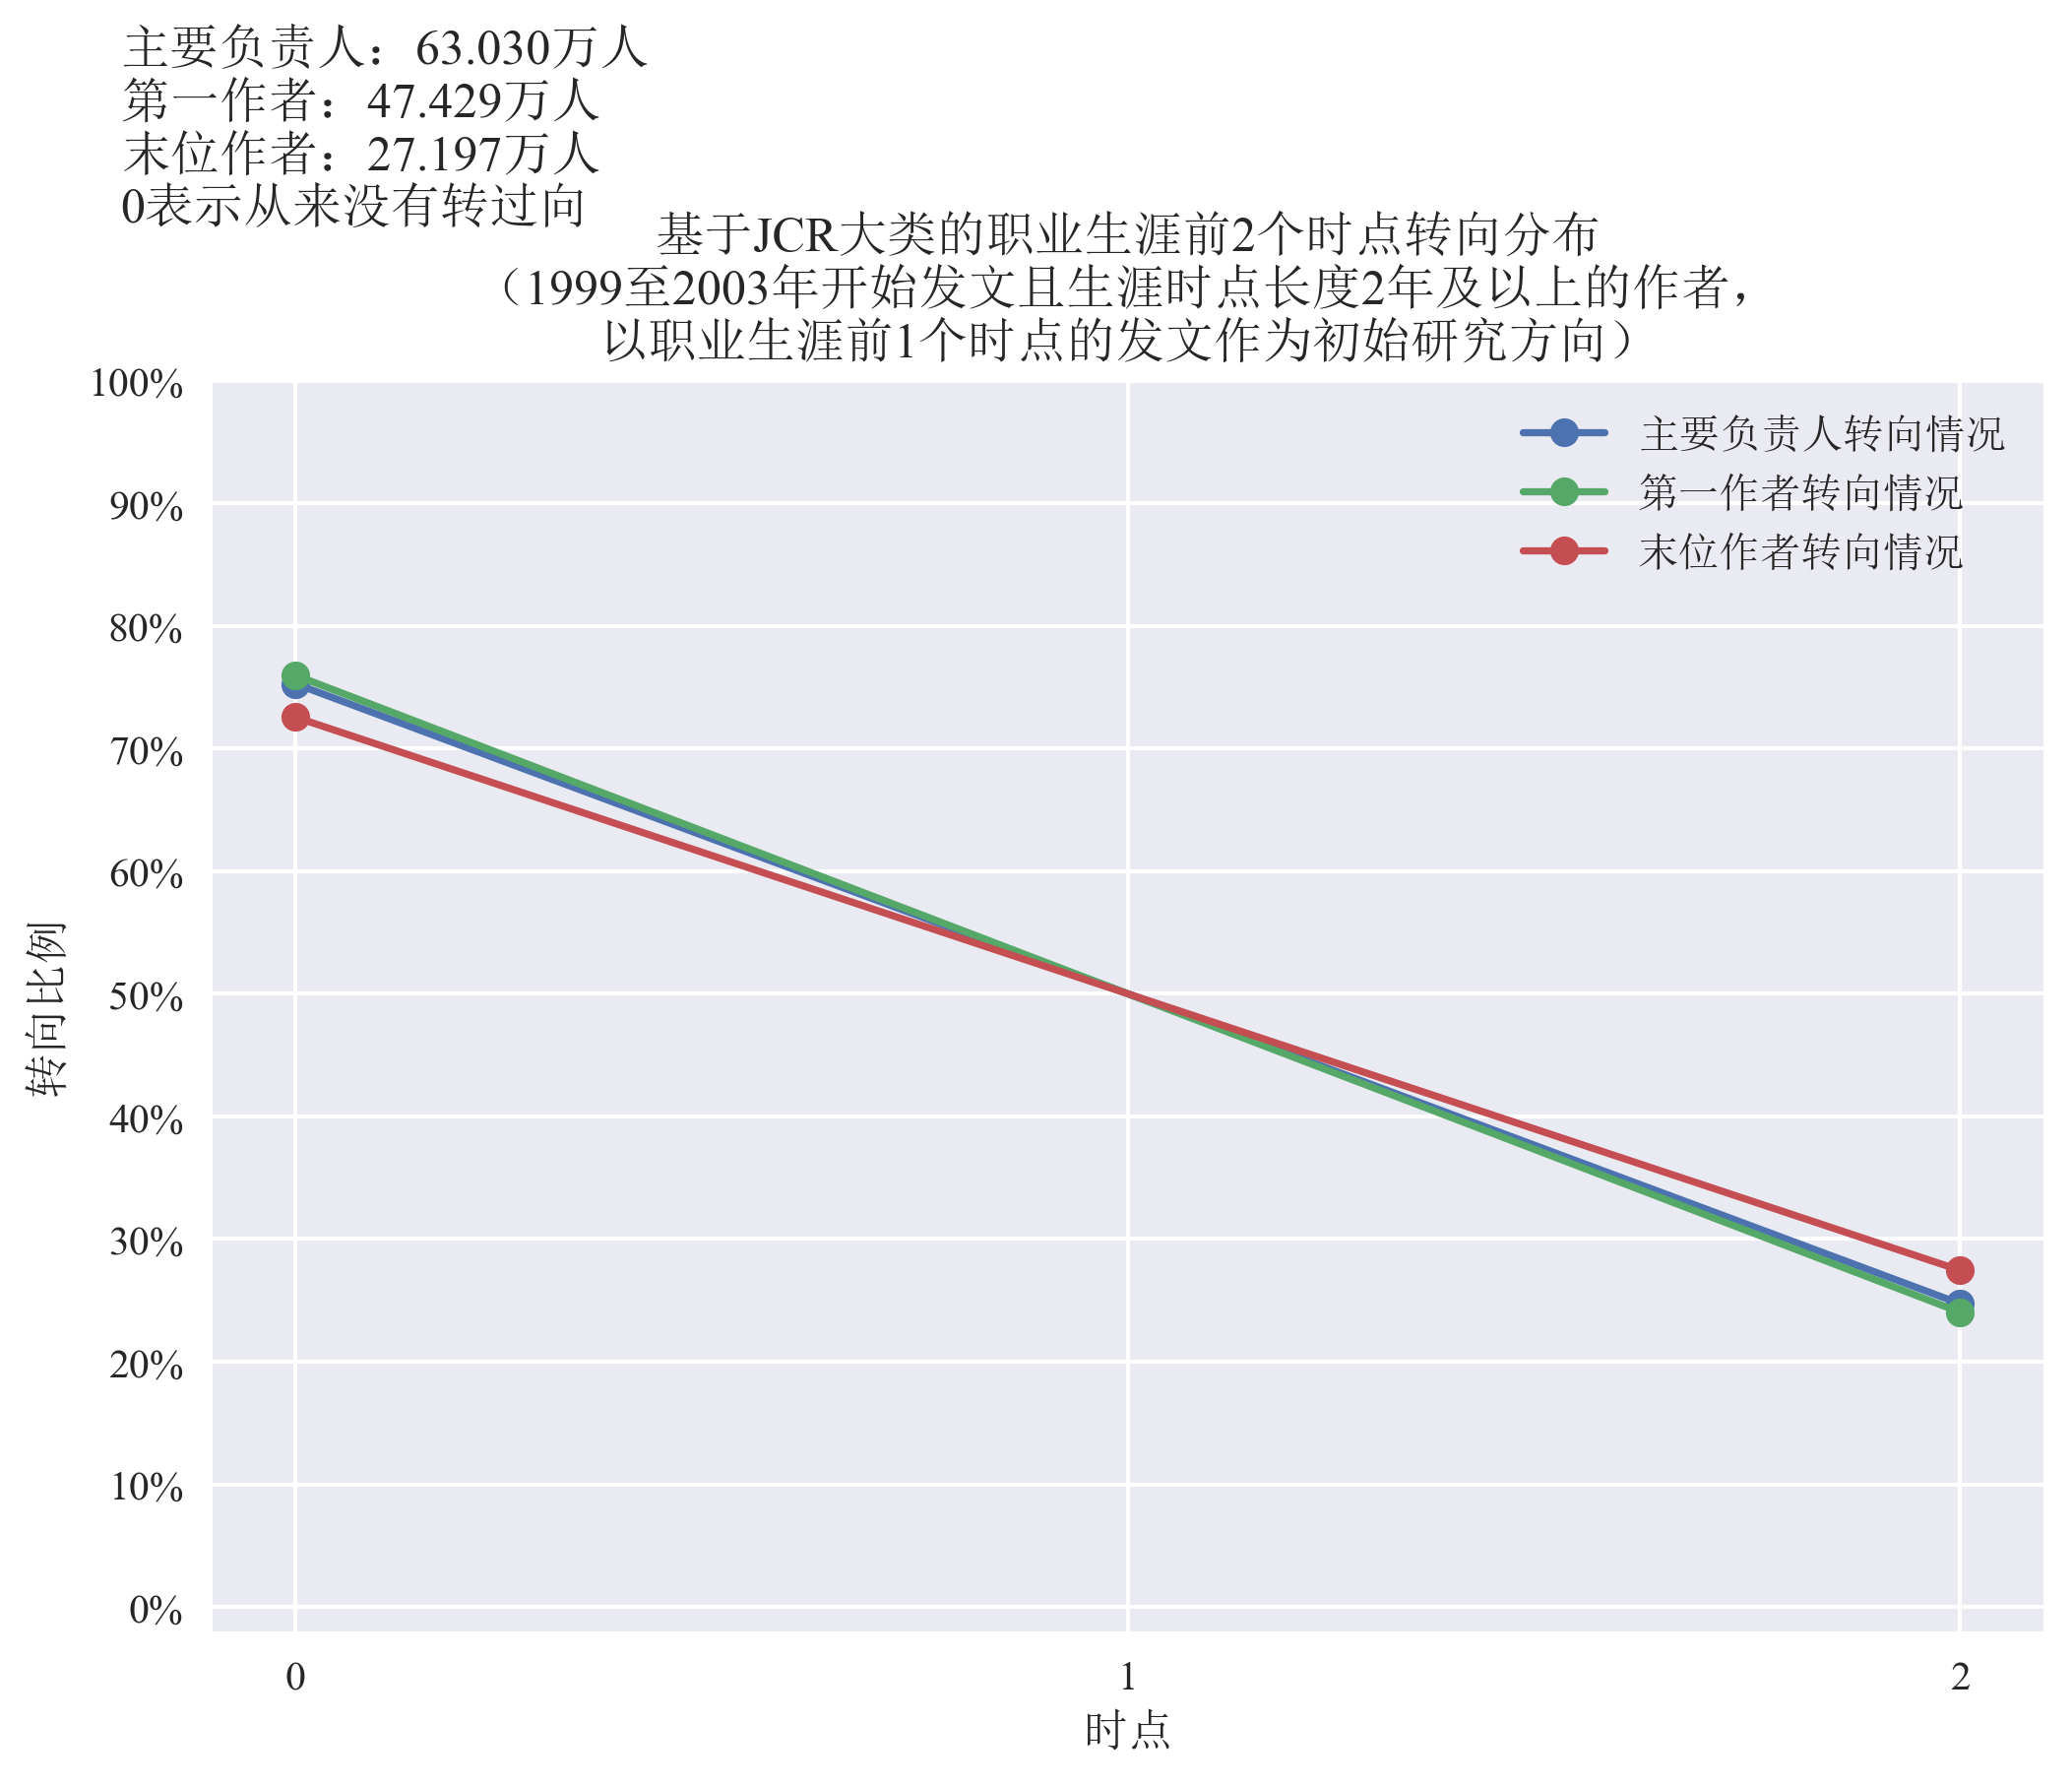 主要负责人：63.030万人
第一作者：47.429万人
末位作者：27.197万人
0表示从来没有转过向
基于JCR大类的职业生涯前2个时点转向分布
（1999至2003年开始发文且生涯时点长度2年及以上的作者，
以职业生涯前1个时点的发文作为初始研究方向）
主要负责人转向情况
第一作者转向情况
末位作者转向情况
100%
90%
80%
70%
60%
50%
40%
30%
20%
10%
0%
转向比例
0
1
2
时点